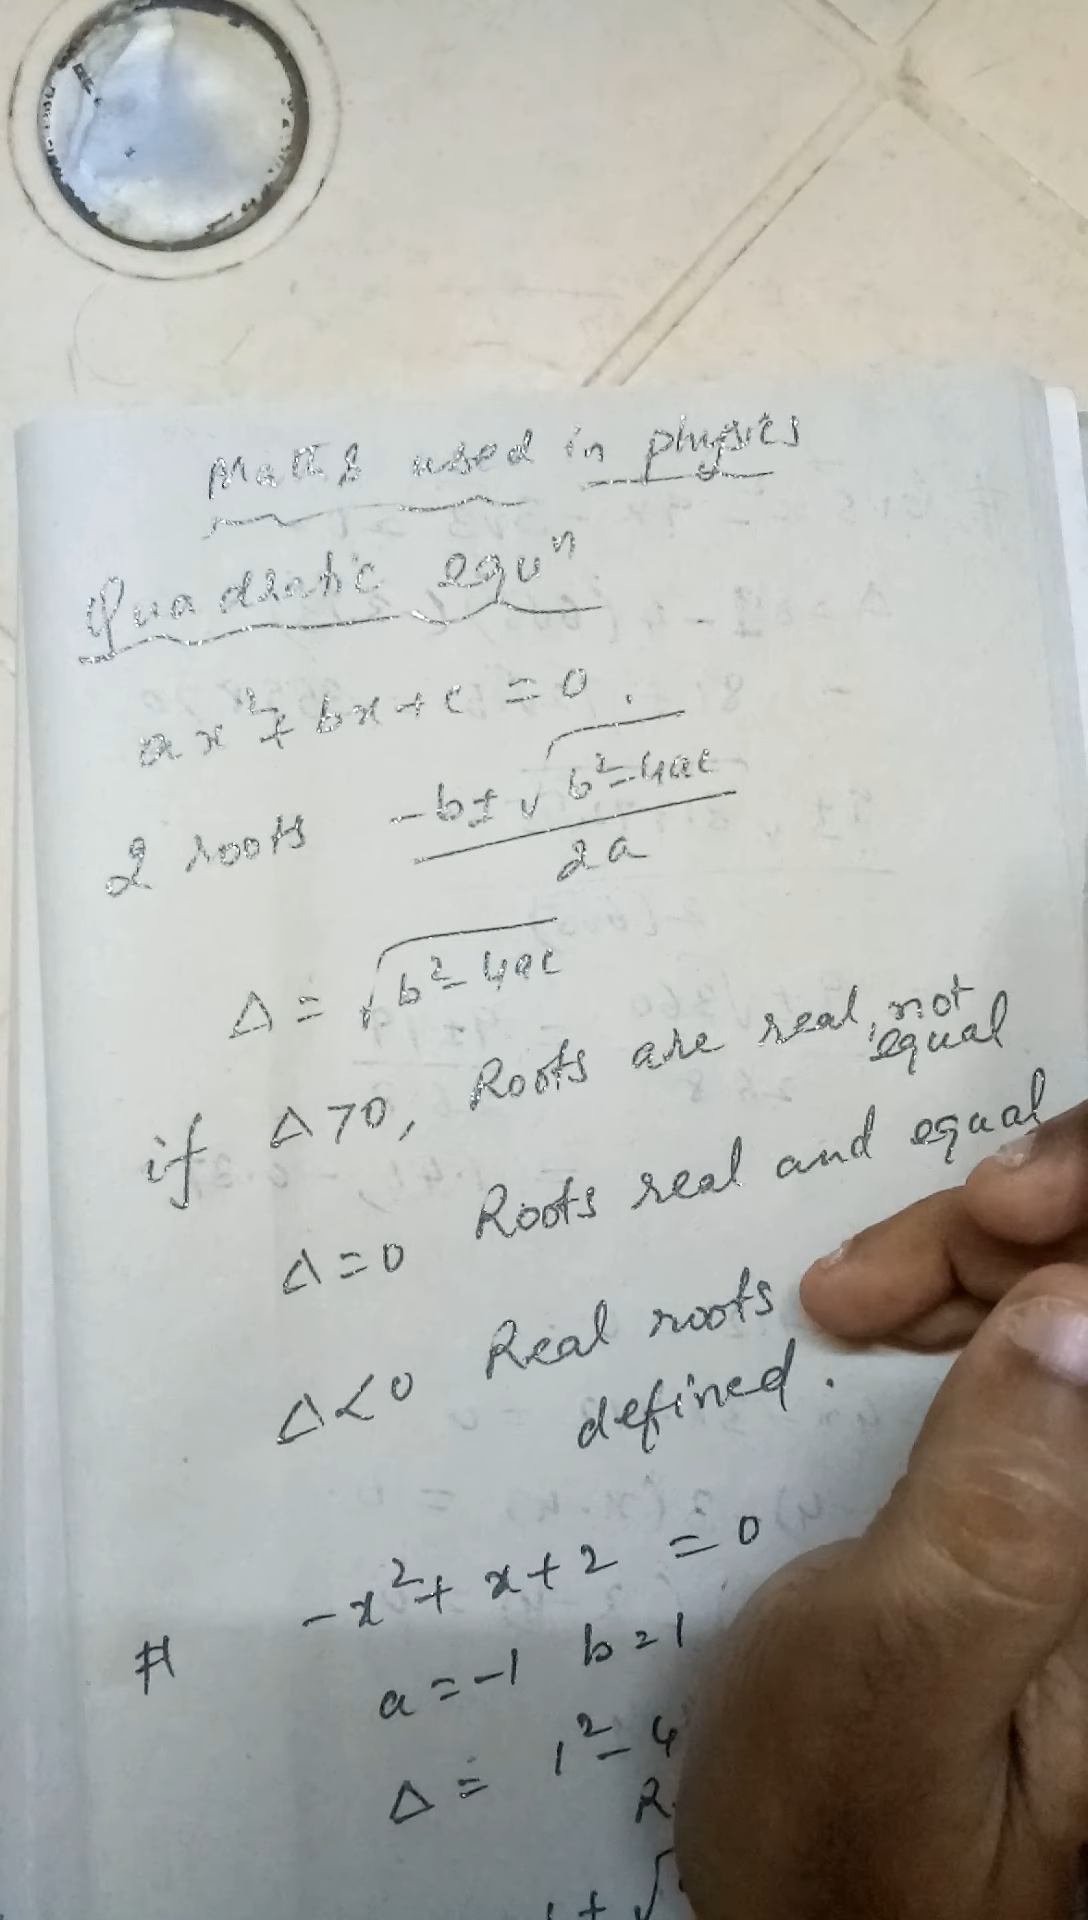 Maths used in physics
Quadratic equⁿ
ax² + bx + c = 0.
2 roots -b ± √b² - 4ac / 2a
Δ = √b² - 4ac
if Δ > 0, Roots are real, not equal
Δ = 0 Roots real and equal
Δ < 0 Real roots
defined.
# -x² + x + 2 = 0
a = -1 b = 1
Δ = 1² - 4
R
1 + √